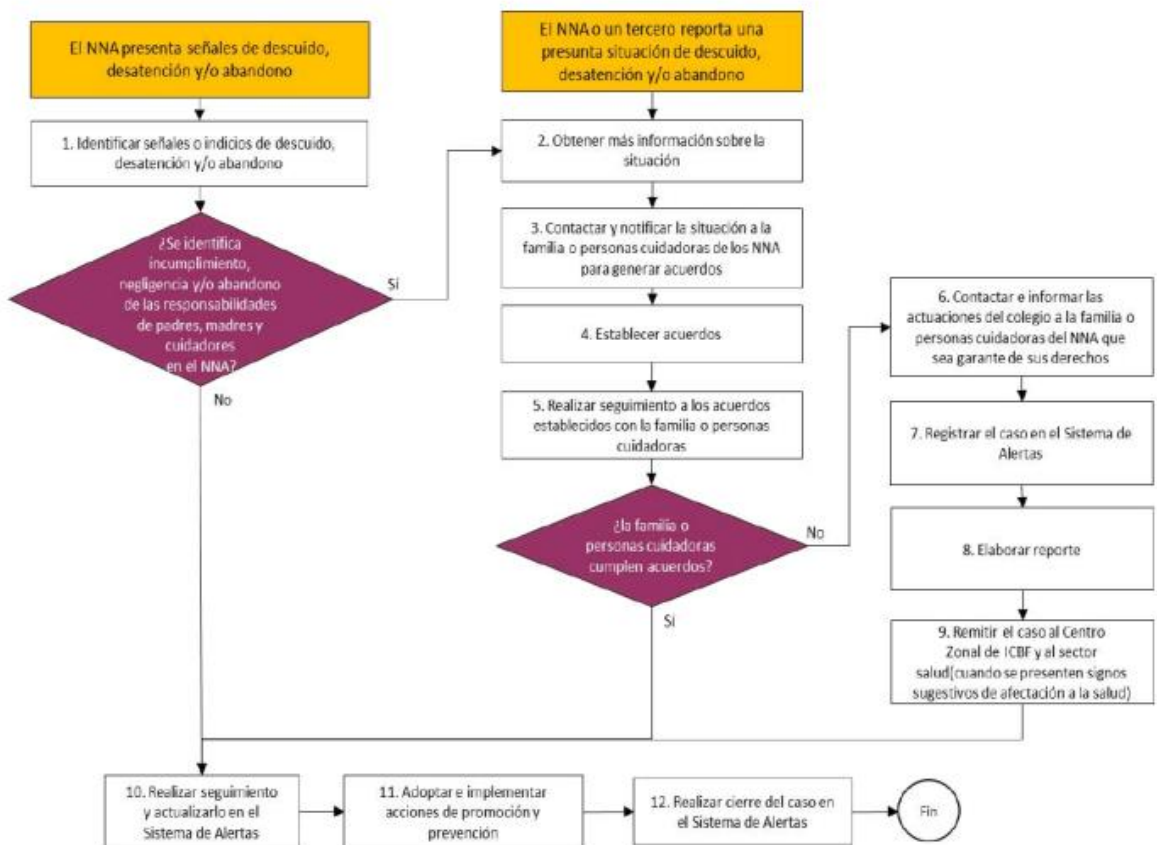 El NNA presenta señales de descuido,
desatención y/o abandono
El NNA o un tercero reporta una
presunta situación de descuido,
desatención y/o abandono
1. Identificar señales o indicios de descuido,
desatención y/o abandono
2. Obtener más información sobre la
situación
¿Se identifica
incumplimiento,
negligencia y/o abandono
de las responsabilidades
de padres, madres y
cuidadores
en el NNA?
Sí
No
3. Contactar y notificar la situación a la
familia o personas cuidadoras de los NNA
para generar acuerdos
4. Establecer acuerdos
5. Realizar seguimiento a los acuerdos
establecidos con la familia o personas
cuidadoras
¿la familia o
personas cuidadoras
cumplen acuerdos?
No
Sí
6. Contactar e informar las
actuaciones del colegio a la familia o
personas cuidadoras del NNA que
sea garante de sus derechos
7. Registrar el caso en el Sistema de
Alertas
8. Elaborar reporte
9. Remitir el caso al Centro
Zonal de ICBF y al sector
salud(cuando se presenten signos
sugestivos de afectación a la salud)
10. Realizar seguimiento
y actualizarlo en el
Sistema de Alertas
11. Adoptar e implementar
acciones de promoción y
prevención
12. Realizar cierre del caso en
el Sistema de Alertas
Fin